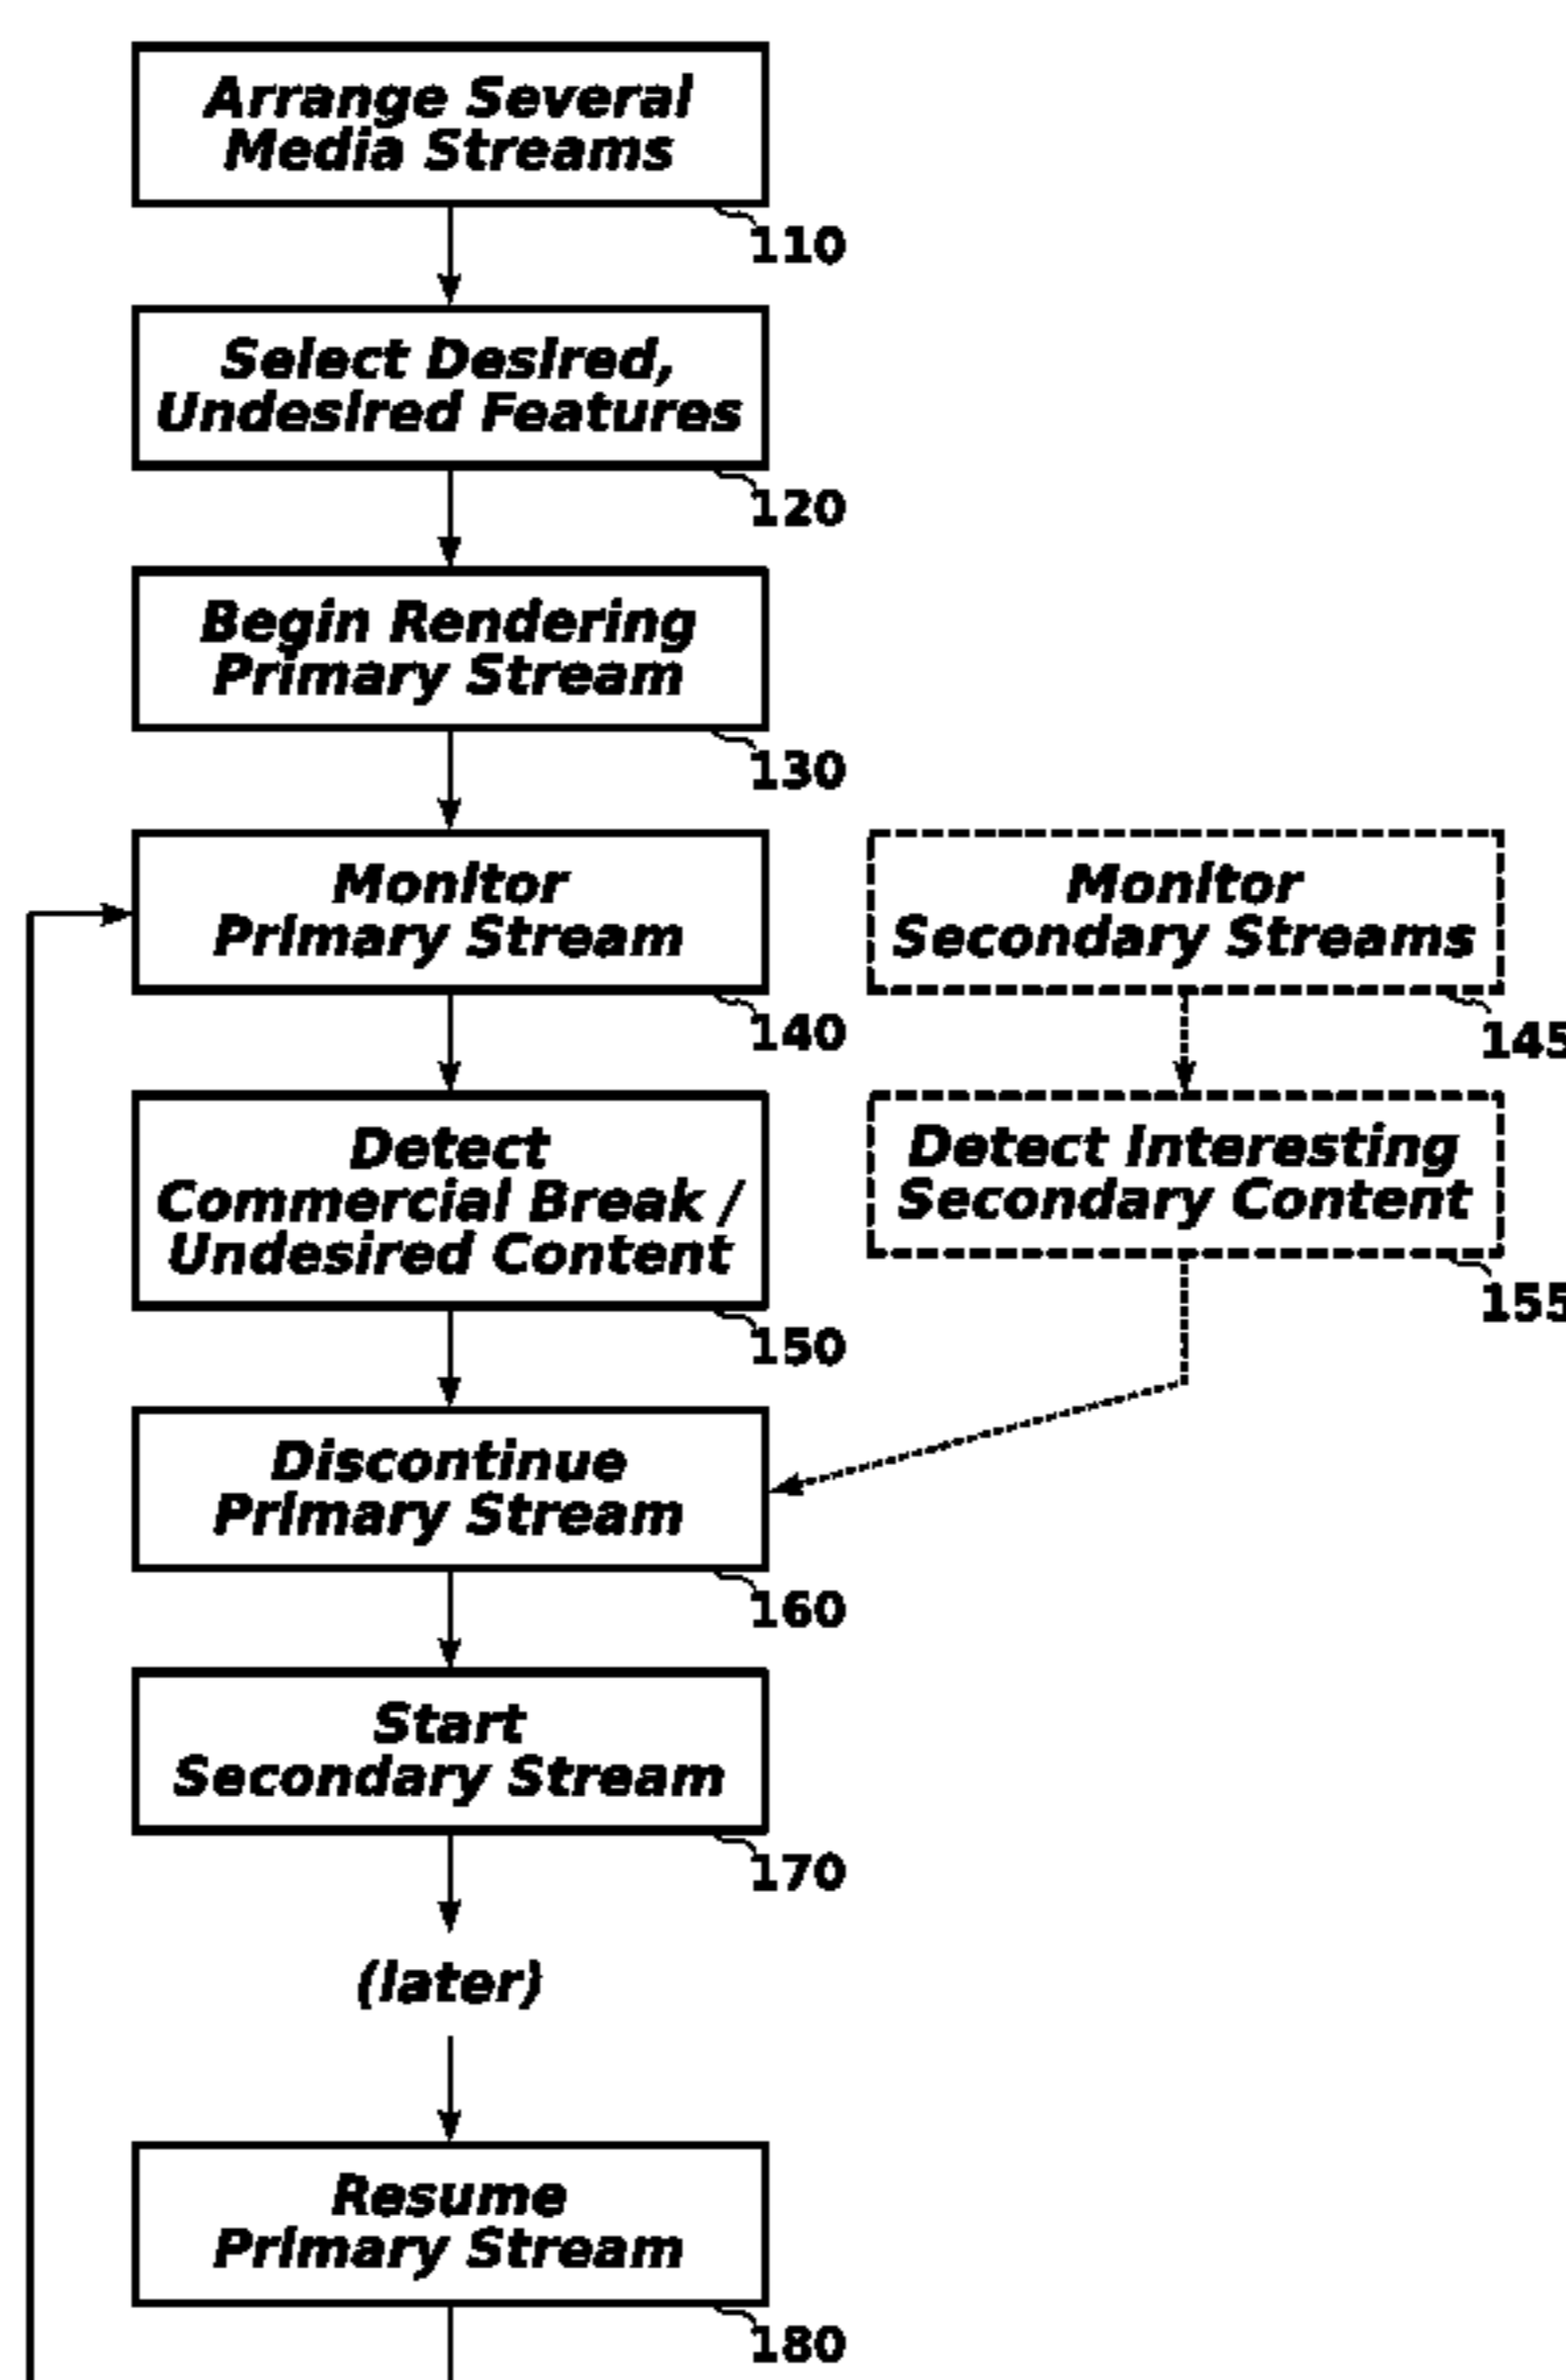 Arrange Several
Media Streams
110
Select Desired,
Undesired Features
120
Begin Rendering
Primary Stream
130
Monitor
Primary Stream
140
Monitor
Secondary Streams
145
Detect
Commercial Break /
Undesired Content
150
Detect Interesting
Secondary Content
155
Discontinue
Primary Stream
160
Start
Secondary Stream
170
(later)
Resume
Primary Stream
180